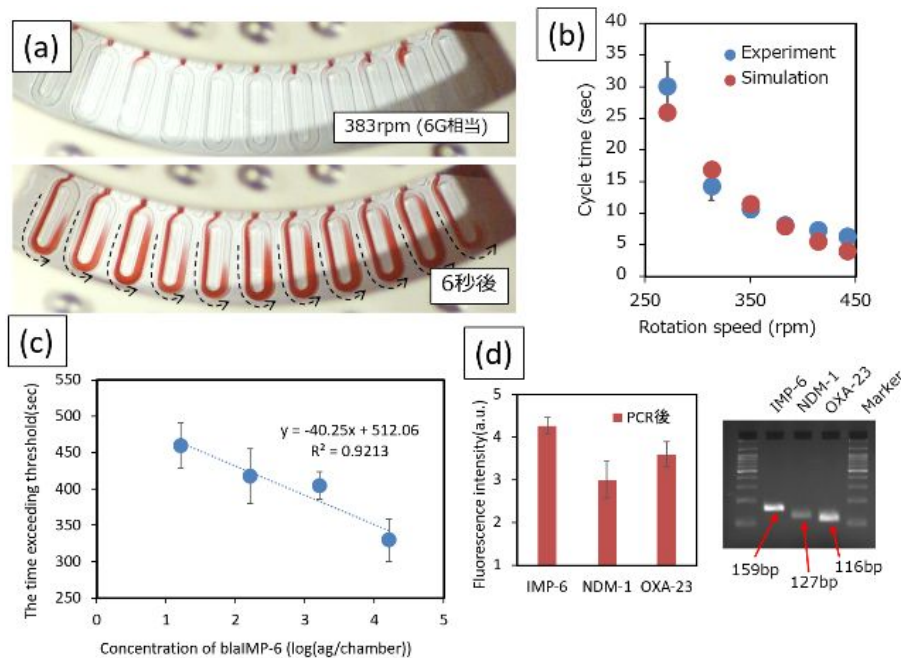 (a)
383rpm (6G相当)
6秒後
(b)
Experiment
Simulation
Cycle time (sec)
40
35
30
25
20
15
10
5
0
250
350
450
Rotation speed (rpm)
(c)
The time exceeding threshold(sec)
550
500
450
400
350
300
250
y = -40.25x + 512.06
R² = 0.9213
0
1
2
3
4
5
Concentration of blaIMP-6 (log(ag/chamber))
(d)
Fluorescence intensity(a.u.)
5
4
3
2
1
PCR後
IMP-6
NDM-1
OXA-23
IMP-6
NDM-1
OXA-23
Marker
159bp
127bp
116bp